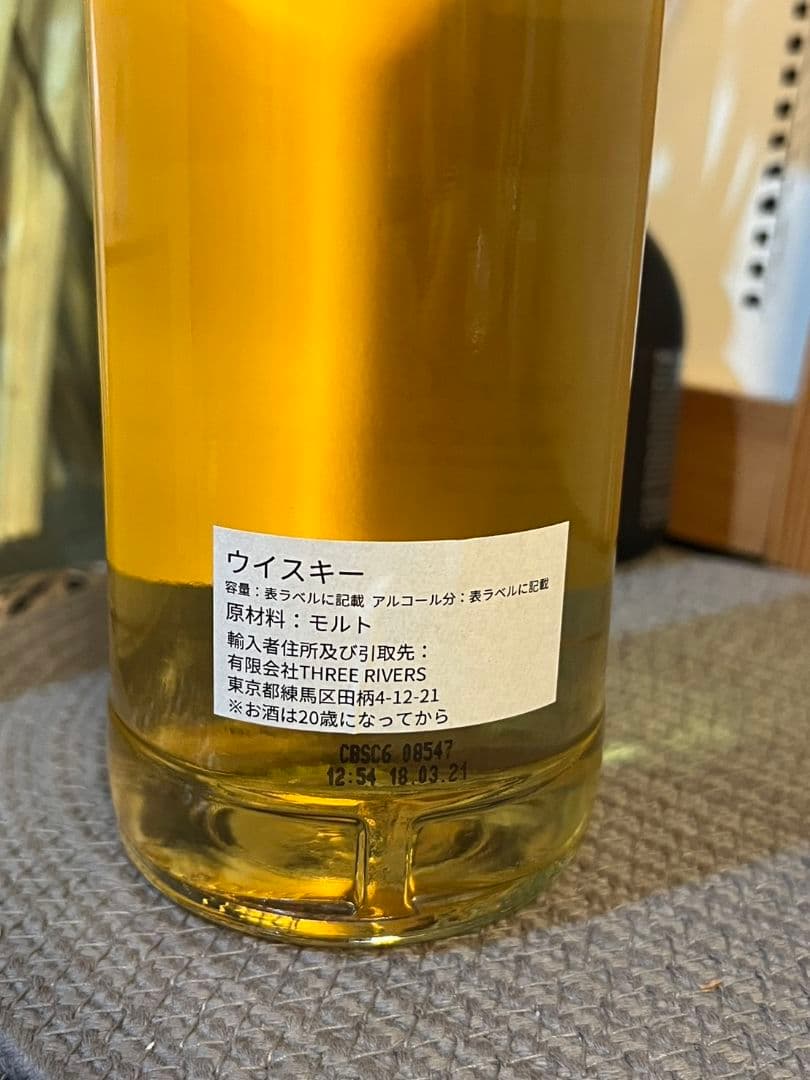 ウイスキー
容量：表ラベルに記載 アルコール分：表ラベルに記載
原材料：モルト
輸入者住所及び引取先：
有限会社THREE RIVERS
東京都練馬区田柄4-12-21
※お酒は20歳になってから
CBSC6 08547
12:54 18.03.21